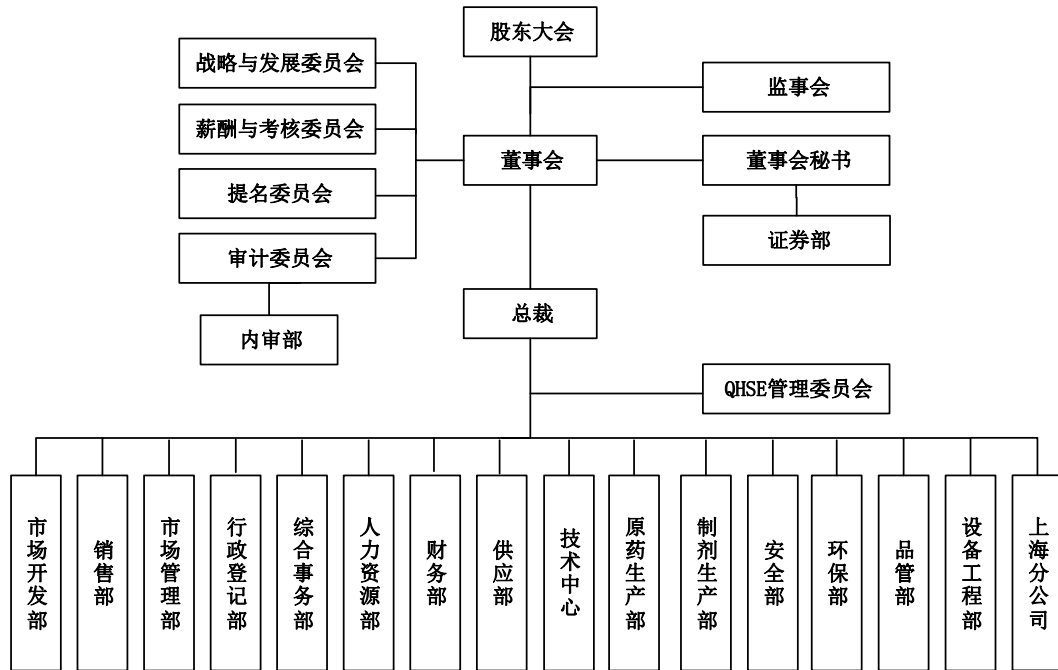 股东大会
战略与发展委员会
监事会
薪酬与考核委员会
董事会
董事会秘书
提名委员会
证券部
审计委员会
总裁
内审部
QHSE管理委员会
市场开发部
销售部
市场管理部
行政登记部
综合事务部
人力资源部
财务部
供应部
技术中心
原药生产部
制剂生产部
安全部
环保部
品管部
设备工程部
上海分公司